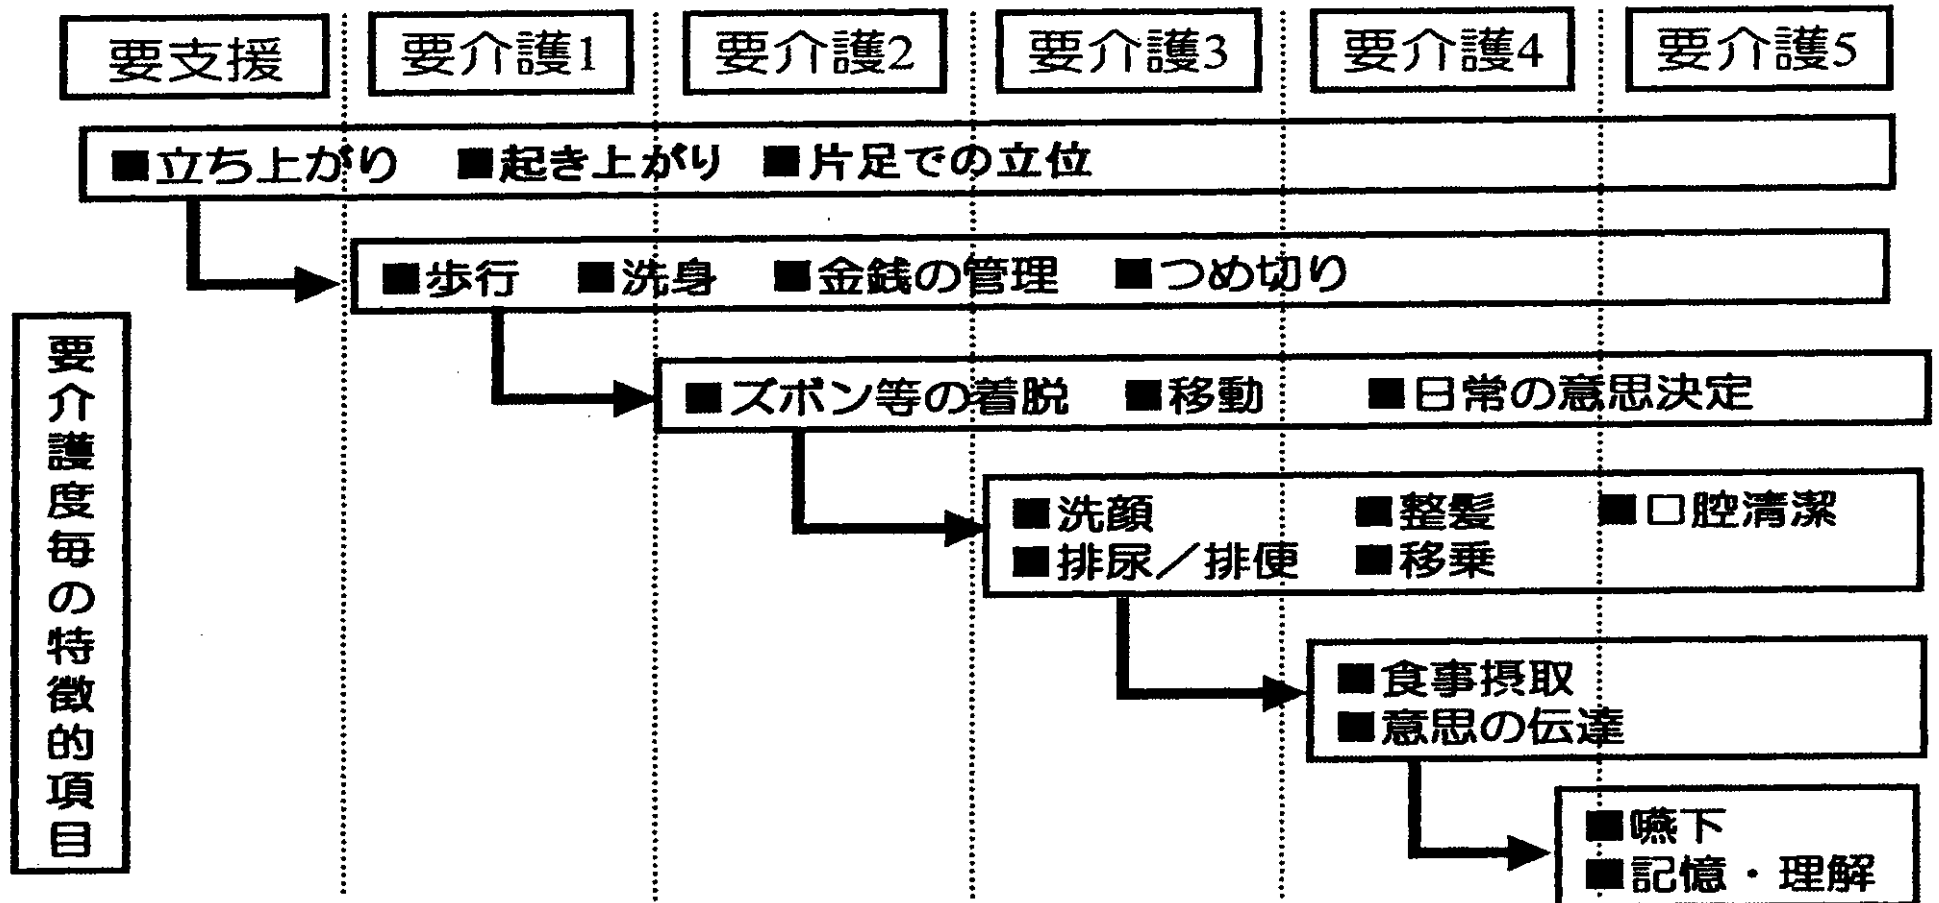 要支援 要介護1 要介護2 要介護3 要介護4 要介護5
■立ち上がり ■起き上がり ■片足での立位
■歩行 ■洗身 ■金銭の管理 ■つめ切り
■ズボン等の着脱 ■移動 ■日常の意思決定
■洗顔 ■整髪 ■口腔清潔
■排尿／排便 ■移乗
■食事摂取
■意思の伝達
■嚥下
■記憶・理解
要介護度毎の特徴的項目